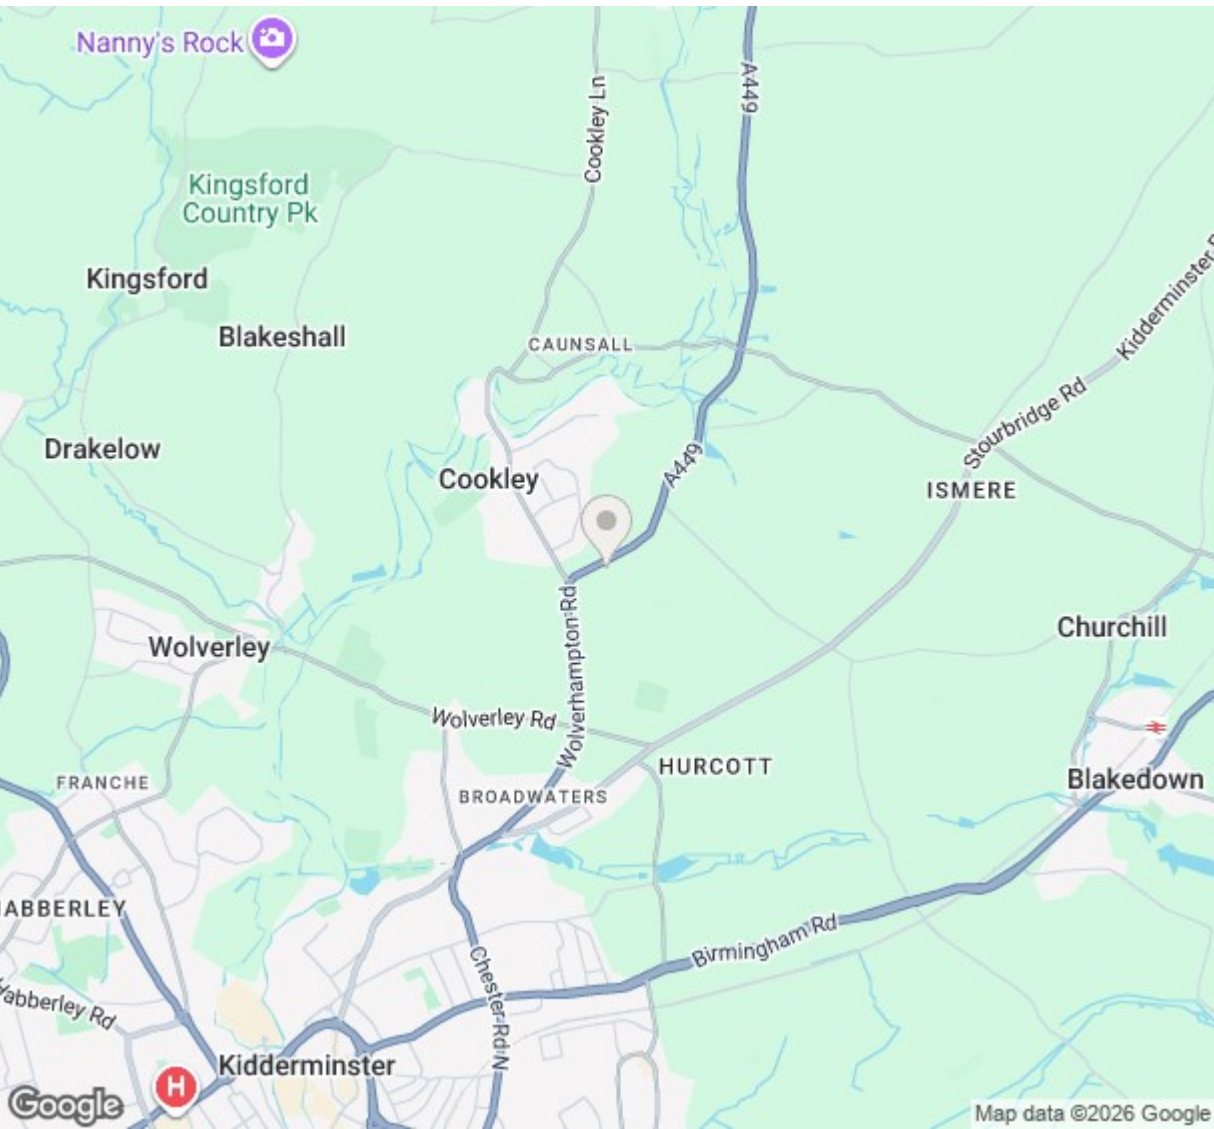 Nanny's Rock
A449
Cookley Ln
Kingsford
Country Pk
Kingsford
Blakeshall
CAUNSALL
Kidderminster
Stourbridge Rd
Drakelow
A449
Cookley
ISMERE
Wolverhampton Rd
Churchill
Wolverley
Wolverley Rd
HURCOTT
FRANCHE
BROADWATERS
Blakedown
HABBERLEY
Birmingham Rd
Chester Rd N
Habberley Rd
Kidderminster
H
Google
Map data ©2026 Google